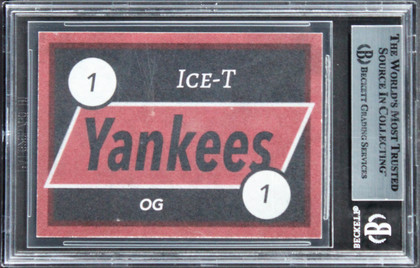 1
ICE-T
Yankees
OG
1
THE WORLD'S MOST TRUSTED
SOURCE IN COLLECTING
BECKETT GRADING SERVICES
B
BECKETT
B